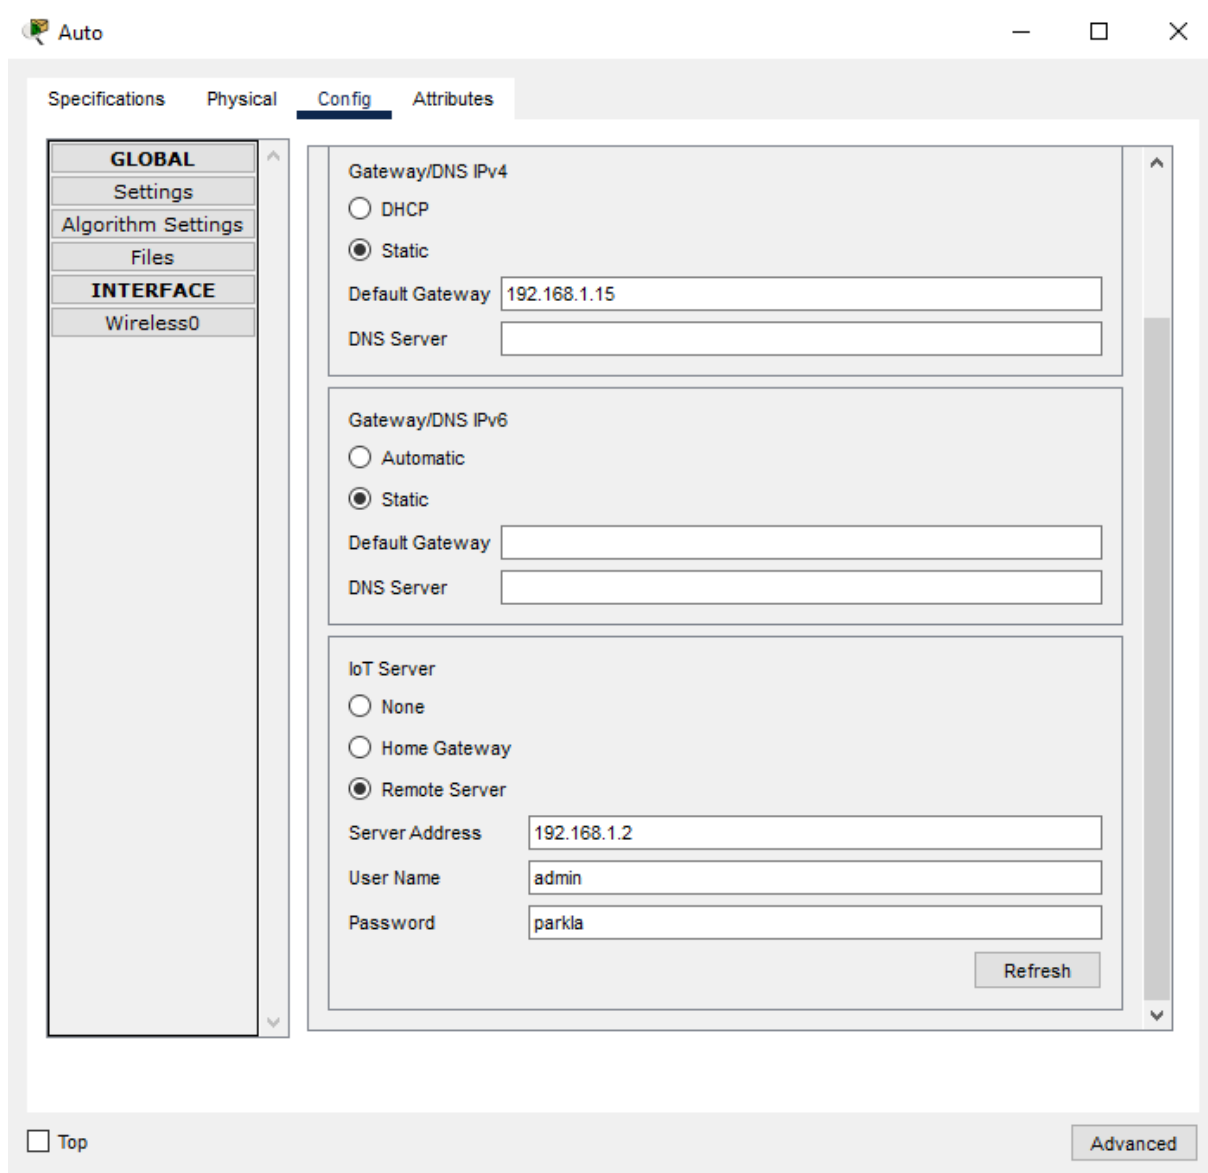 Auto
Specifications Physical Config Attributes
GLOBAL
Settings
Algorithm Settings
Files
INTERFACE
Wireless0
Gateway/DNS IPv4
DHCP
Static
Default Gateway 192.168.1.15
DNS Server
Gateway/DNS IPv6
Automatic
Static
Default Gateway
DNS Server
IoT Server
None
Home Gateway
Remote Server
Server Address 192.168.1.2
User Name admin
Password parkla
Refresh
Top
Advanced